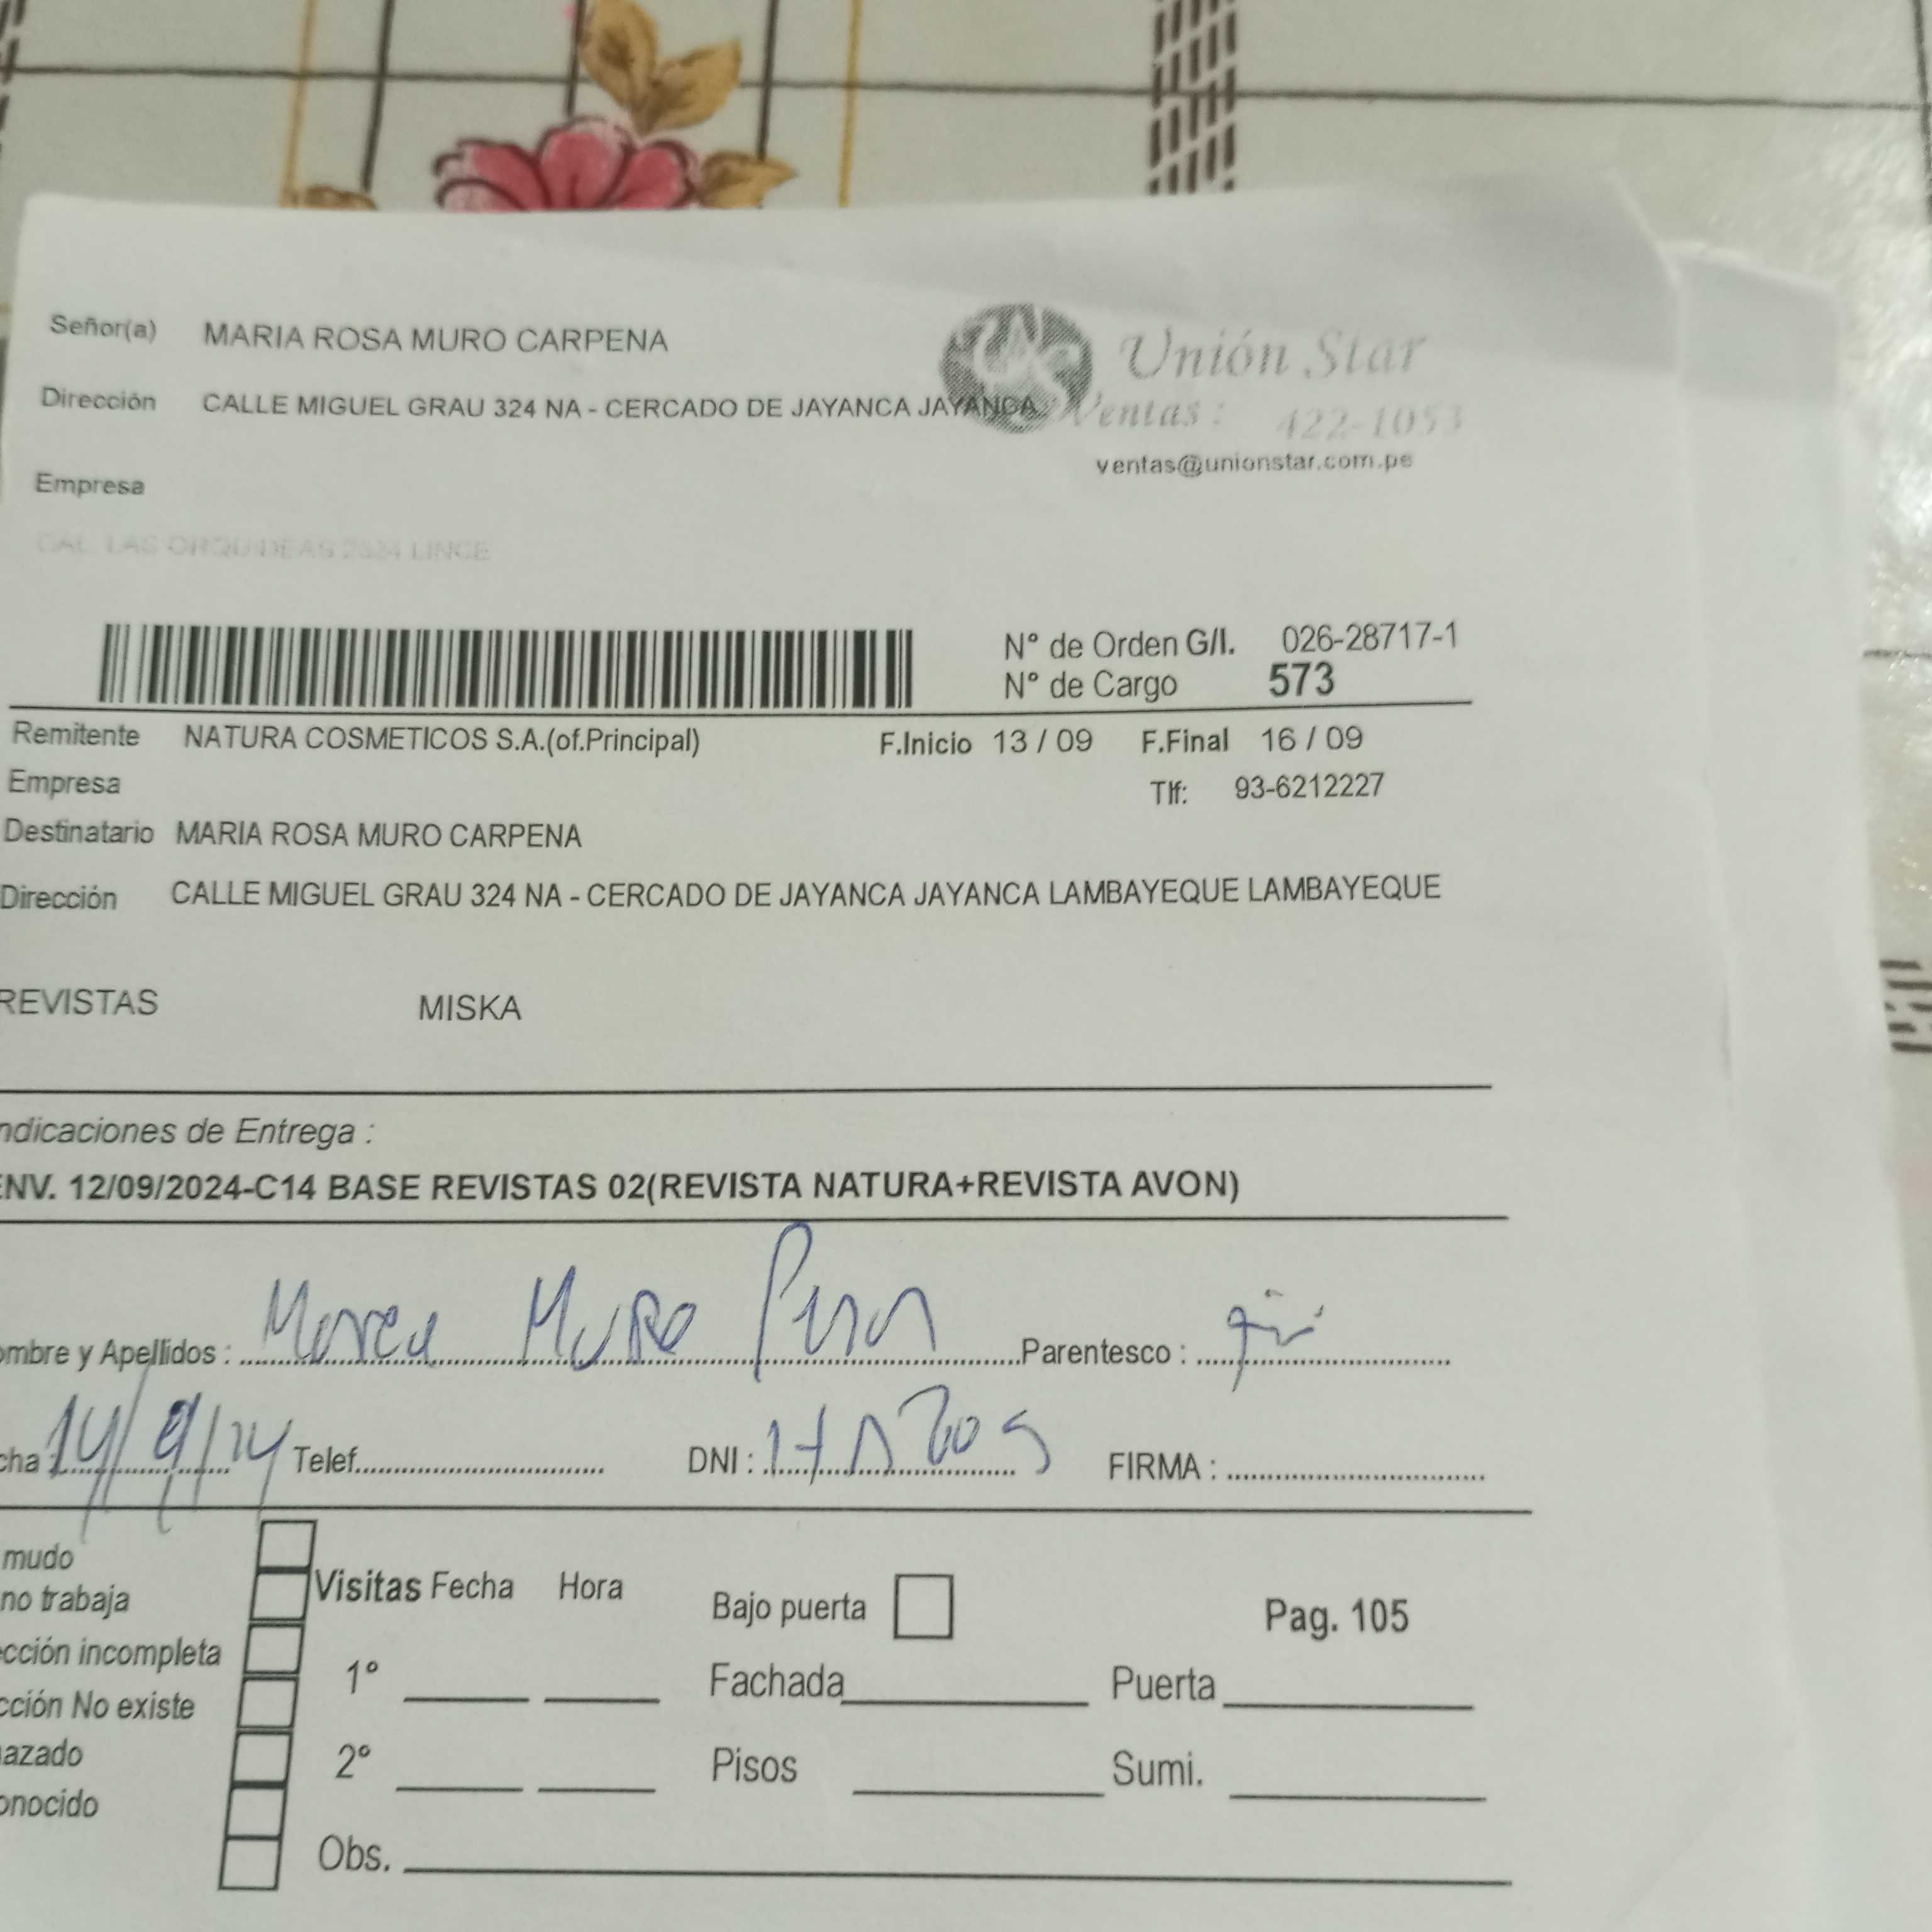 Señor(a) MARIA ROSA MURO CARPENA
Unión Star
Dirección CALLE MIGUEL GRAU 324 NA - CERCADO DE JAYANCA JAYANCA
Ventas: 422-1053
ventas@unionstar.com.pe
Empresa
CAL. LAS ORQUIDEAS LINCE
N° de Orden G/I. 026-28717-1
N° de Cargo 573
Remitente NATURA COSMETICOS S.A.(of.Principal) F.Inicio 13 / 09 F.Final 16 / 09
Empresa Tlf: 93-6212227
Destinatario MARIA ROSA MURO CARPENA
Dirección CALLE MIGUEL GRAU 324 NA - CERCADO DE JAYANCA JAYANCA LAMBAYEQUE LAMBAYEQUE
REVISTAS MISKA
ndicaciones de Entrega :
ENV. 12/09/2024-C14 BASE REVISTAS 02(REVISTA NATURA+REVISTA AVON)
ombre y Apellidos : Muro Parentesco :
cha : 14/9/24 Telef. DNI : FIRMA :
mudo
no trabaja
Visitas Fecha Hora Bajo puerta Pag. 105
cción incompleta
1° Fachada Puerta
cción No existe
azado
2° Pisos Sumi.
onocido
Obs.